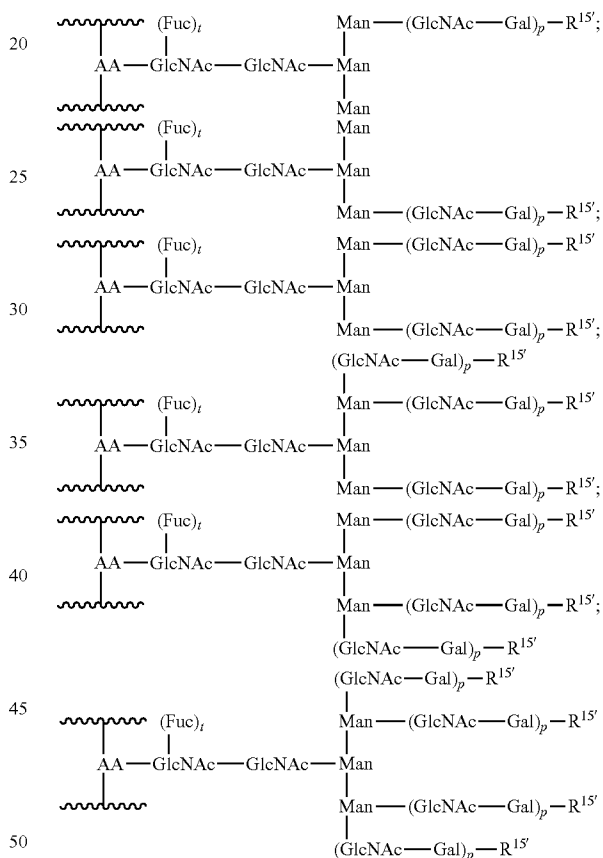 Man—(GlcNAc—Gal)p—R15′;
20 (Fuc)t
AA—GlcNAc—GlcNAc—Man
Man
(Fuc)t Man
25 AA—GlcNAc—GlcNAc—Man
Man—(GlcNAc—Gal)p—R15′;
(Fuc)t Man—(GlcNAc—Gal)p—R15′
AA—GlcNAc—GlcNAc—Man
30
Man—(GlcNAc—Gal)p—R15′;
(GlcNAc—Gal)p—R15′
(Fuc)t Man—(GlcNAc—Gal)p—R15′
35 AA—GlcNAc—GlcNAc—Man
Man—(GlcNAc—Gal)p—R15′;
(Fuc)t Man—(GlcNAc—Gal)p—R15′
40 AA—GlcNAc—GlcNAc—Man
Man—(GlcNAc—Gal)p—R15′;
(GlcNAc—Gal)p—R15′
(GlcNAc—Gal)p—R15′
45 (Fuc)t Man—(GlcNAc—Gal)p—R15′
AA—GlcNAc—GlcNAc—Man
Man—(GlcNAc—Gal)p—R15′
50 (GlcNAc—Gal)p—R15′